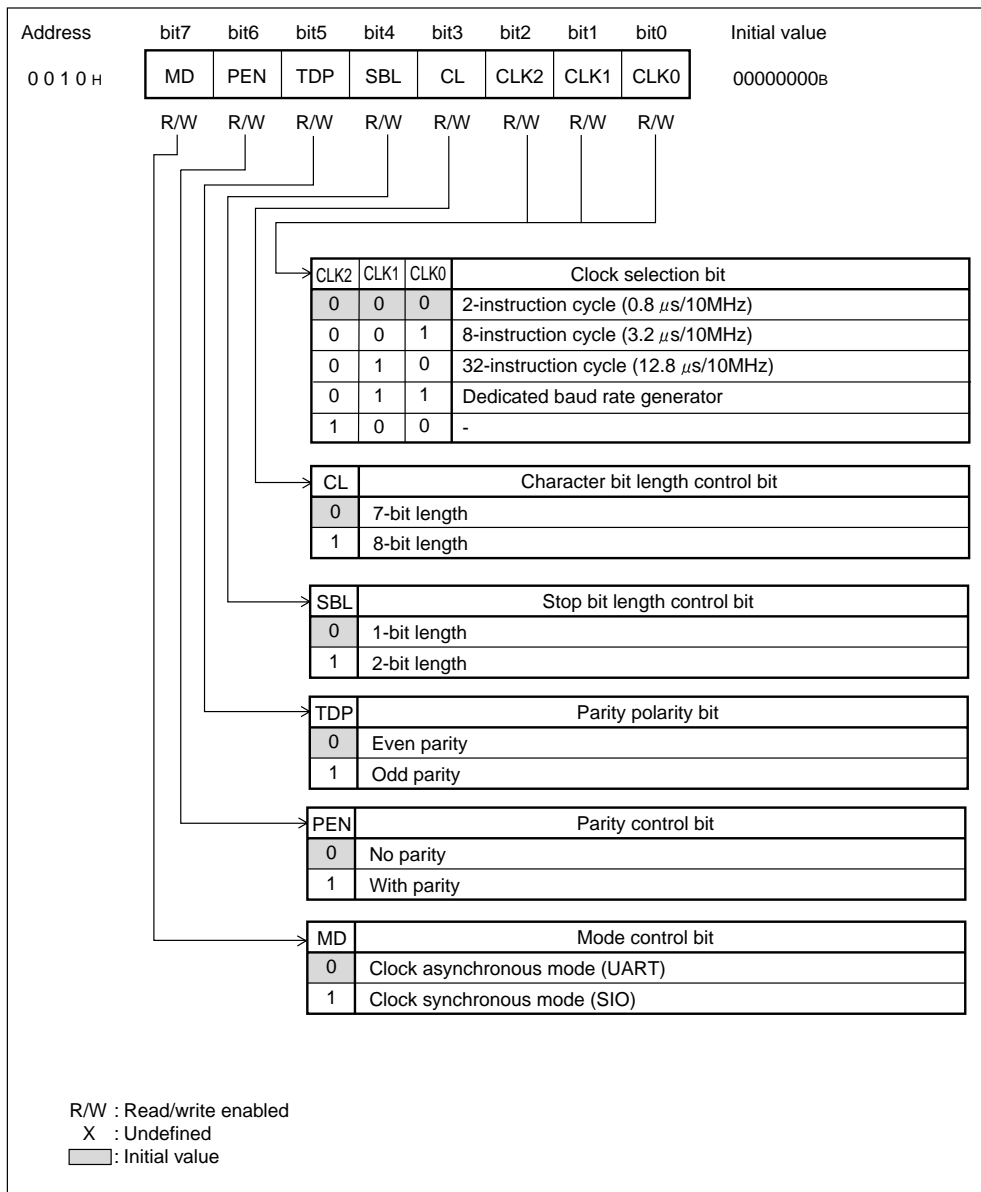 Address bit7 bit6 bit5 bit4 bit3 bit2 bit1 bit0 Initial value
0 0 1 0 H MD PEN TDP SBL CL CLK2 CLK1 CLK0 00000000B
R/W R/W R/W R/W R/W R/W R/W R/W
CLK2 CLK1 CLK0 Clock selection bit
0 0 0 2-instruction cycle (0.8 μs/10MHz)
0 0 1 8-instruction cycle (3.2 μs/10MHz)
0 1 0 32-instruction cycle (12.8 μs/10MHz)
0 1 1 Dedicated baud rate generator
1 0 0 -
CL Character bit length control bit
0 7-bit length
1 8-bit length
SBL Stop bit length control bit
0 1-bit length
1 2-bit length
TDP Parity polarity bit
0 Even parity
1 Odd parity
PEN Parity control bit
0 No parity
1 With parity
MD Mode control bit
0 Clock asynchronous mode (UART)
1 Clock synchronous mode (SIO)
R/W : Read/write enabled
X : Undefined
: Initial value